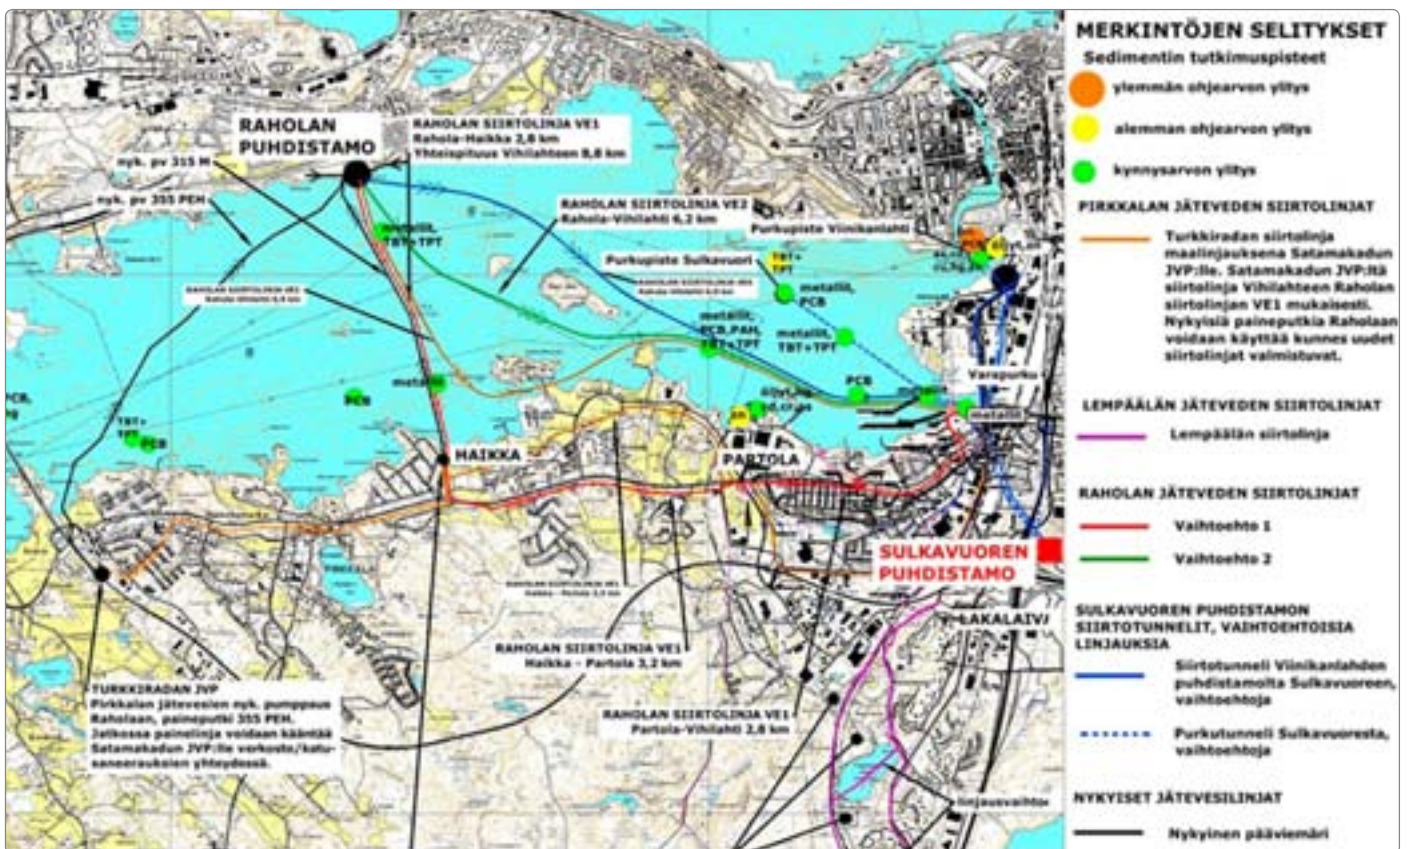 RAHOLAN
PUHDISTAMO
RAHOLAN SIIRTOLINJA VE1
Rahola-Haikka 2,8 km
Yhteispituus Vihilahteen 8,8 km
nyk. pv 315 M
nyk. pv 355 PEH
RAHOLAN SIIRTOLINJA VE2
Rahola-Vihilahti 6,2 km
Purkupiste Viinikanlahti
Purkupiste Sulkavuori
metallit,
TBT+TPT
TBT+
TPT
metallit,
PCB
metallit,
PCB,PAH,
TBT+TPT
metallit,
TBT+TPT
PCB
Varapurku
metallit
metallit
PCB
TBT+
TPT
PCB
HAIKKA
PARTOLA
SULKAVUOREN
PUHDISTAMO
LAKALAIVA
RAHOLAN SIIRTOLINJA VE1
Haikka - Partola 3,2 km
RAHOLAN SIIRTOLINJA VE1
Partola-Vihilahti 2,8 km
TURKKIRADAN JVP
Pirkkalan jätevesien nyk. pumppaus
Raholaan, paineputki 355 PEH.
Jatkossa painelinja voidaan kääntää
Satamakadun JVP:lle verkosto/katu-
saneerauksien yhteydessä.
linjausvaihtoe
MERKINTÖJEN SELITYKSET
Sedimentin tutkimuspisteet
ylemmän ohjearvon ylitys
alemman ohjearvon ylitys
kynnysarvon ylitys
PIRKKALAN JÄTEVEDEN SIIRTOLINJAT
Turkkiradan siirtolinja
maalinjauksena Satamakadun
JVP:lle. Satamakadun JVP:ltä
siirtolinja Vihilahteen Raholan
siirtolinjan VE1 mukaisesti.
Nykyisiä paineputkia Raholaan
voidaan käyttää kunnes uudet
siirtolinjat valmistuvat.
LEMPÄÄLÄN JÄTEVEDEN SIIRTOLINJAT
Lempäälän siirtolinja
RAHOLAN JÄTEVEDEN SIIRTOLINJAT
Vaihtoehto 1
Vaihtoehto 2
SULKAVUOREN PUHDISTAMON
SIIRTOTUNNELIT, VAIHTOEHTOISIA
LINJAUKSIA
Siirtotunneli Viinikanlahden
puhdistamolta Sulkavuoreen,
vaihtoehtoja
Purkutunneli Sulkavuoresta,
vaihtoehtoja
NYKYISET JÄTEVESILINJAT
Nykyinen pääviemäri